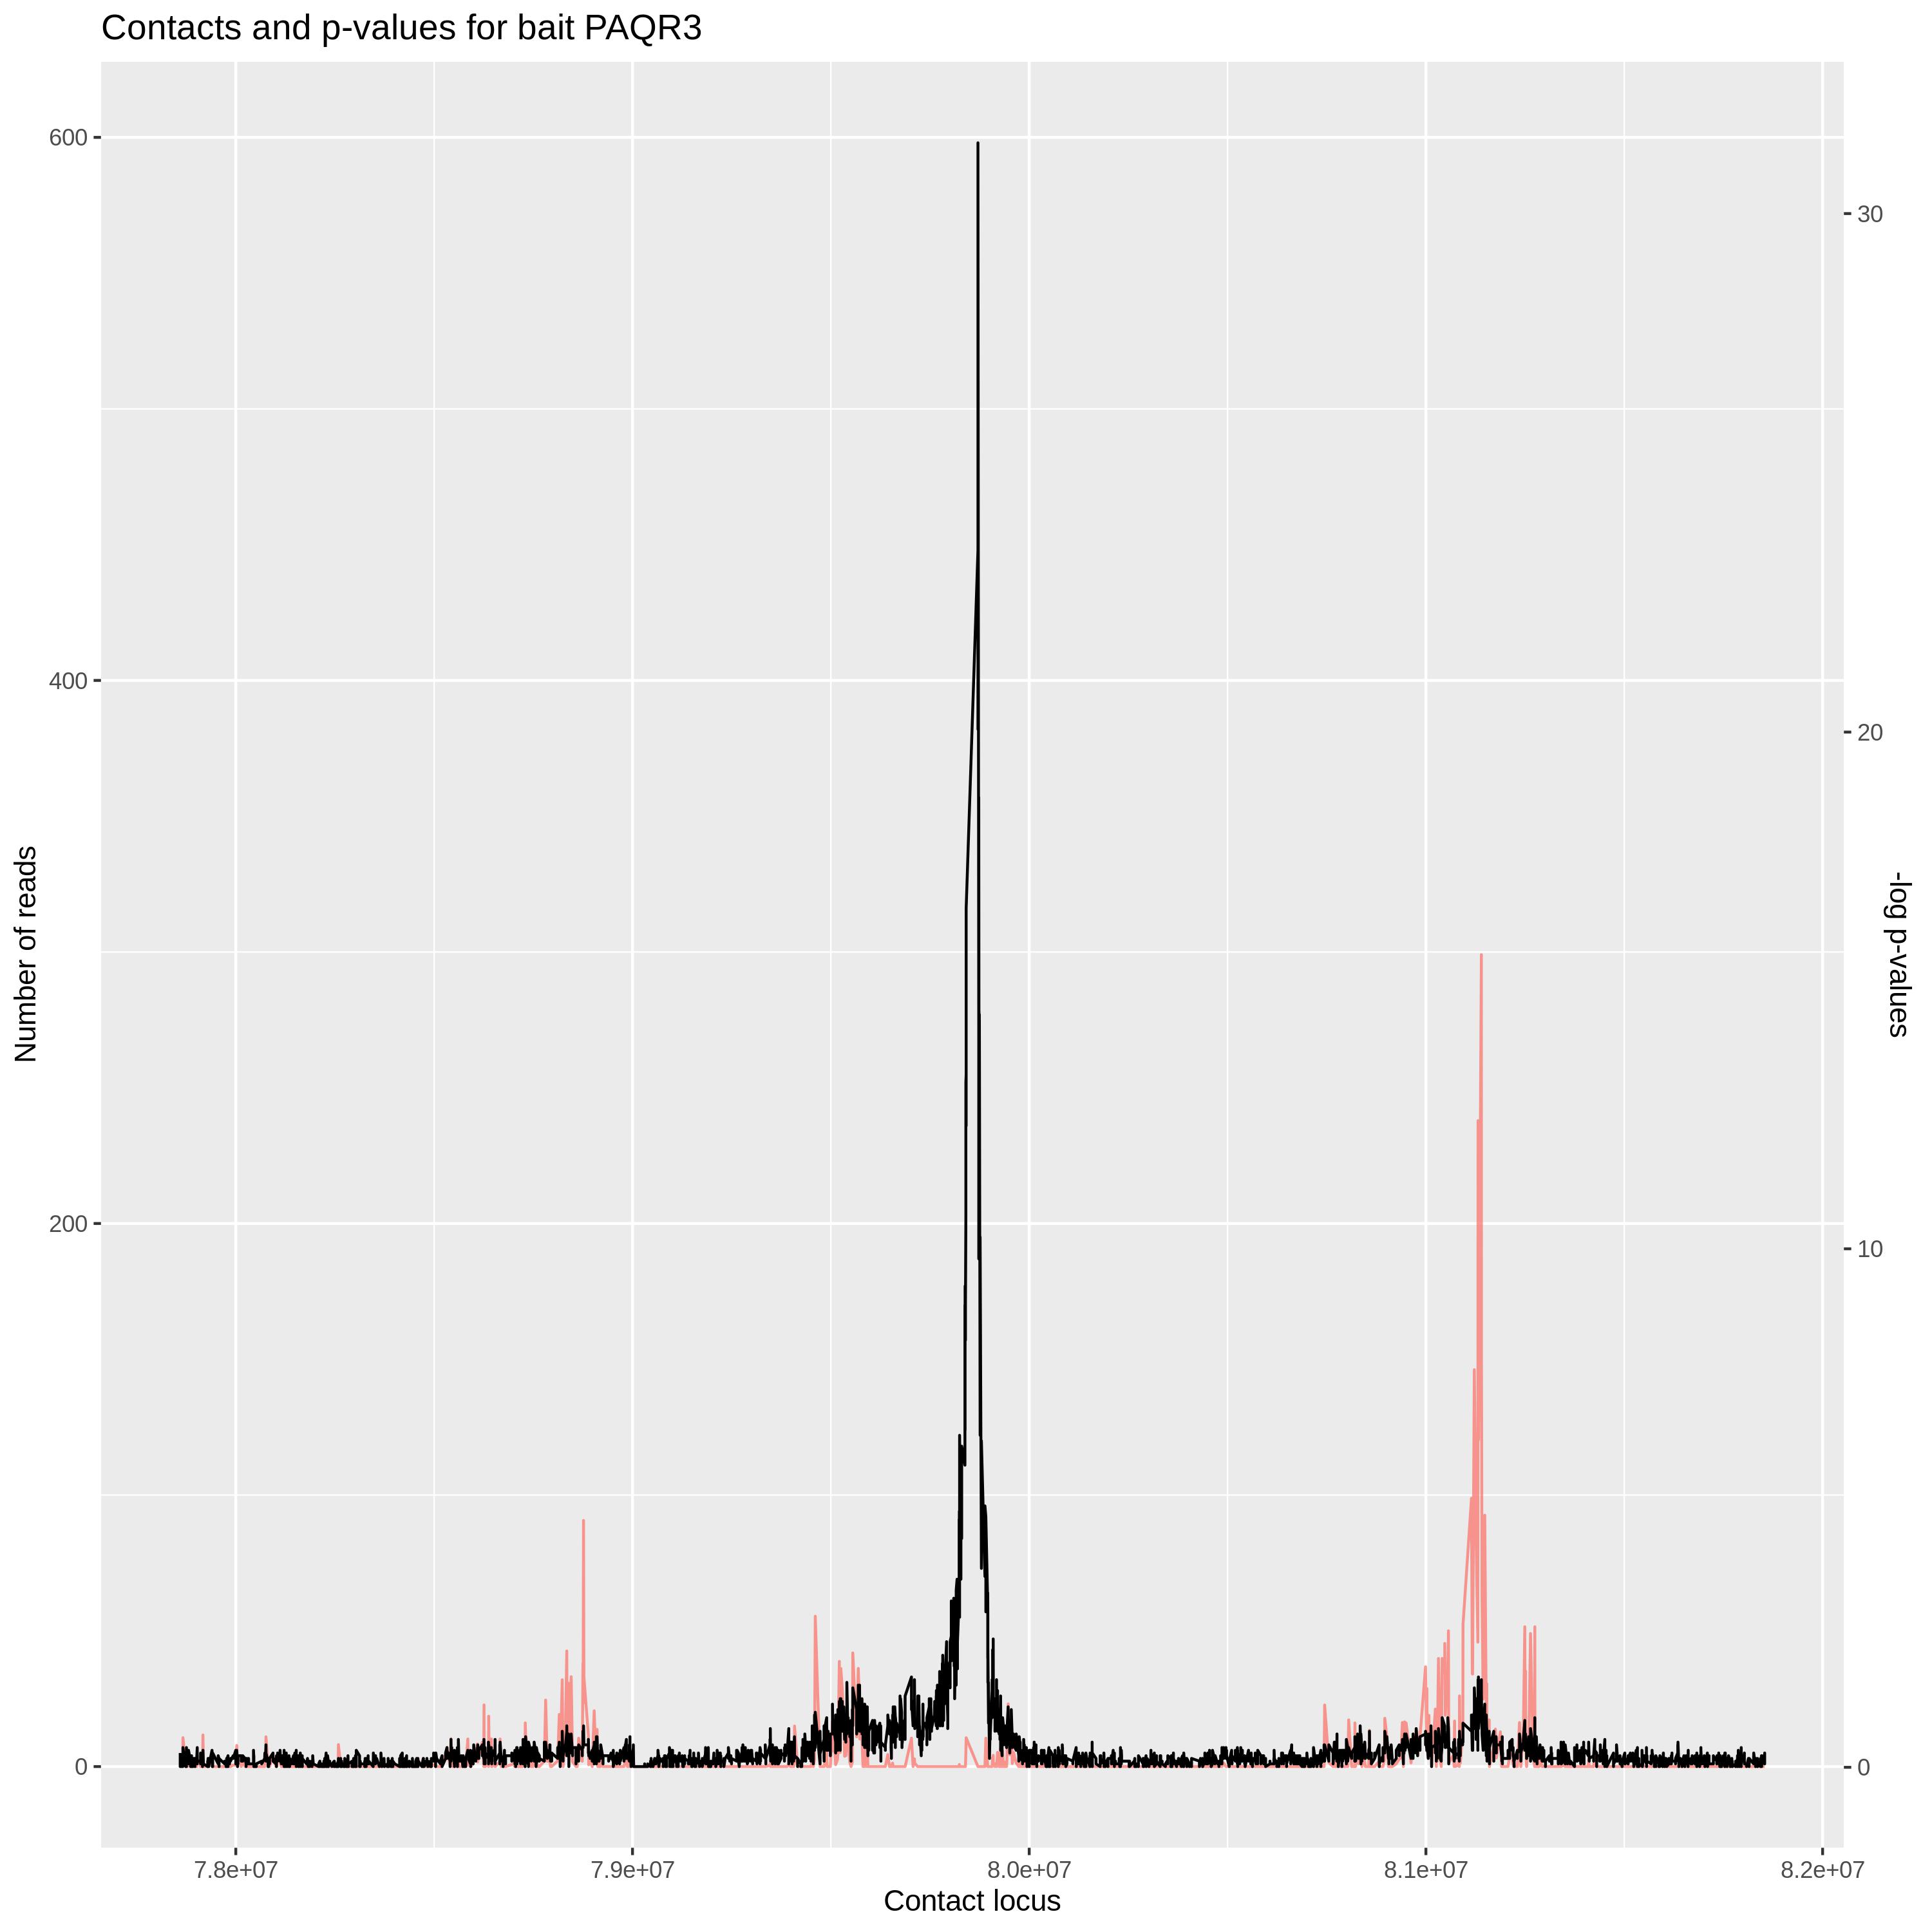 Contacts and p-values for bait PAQR3
600
400
200
0
Number of reads
30
20
10
0
-log p-values
7.8e+07 7.9e+07 8.0e+07 8.1e+07 8.2e+07
Contact locus